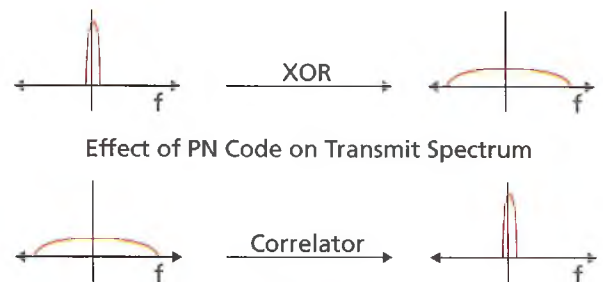 XOR
f
f
Effect of PN Code on Transmit Spectrum
Correlator
f
f